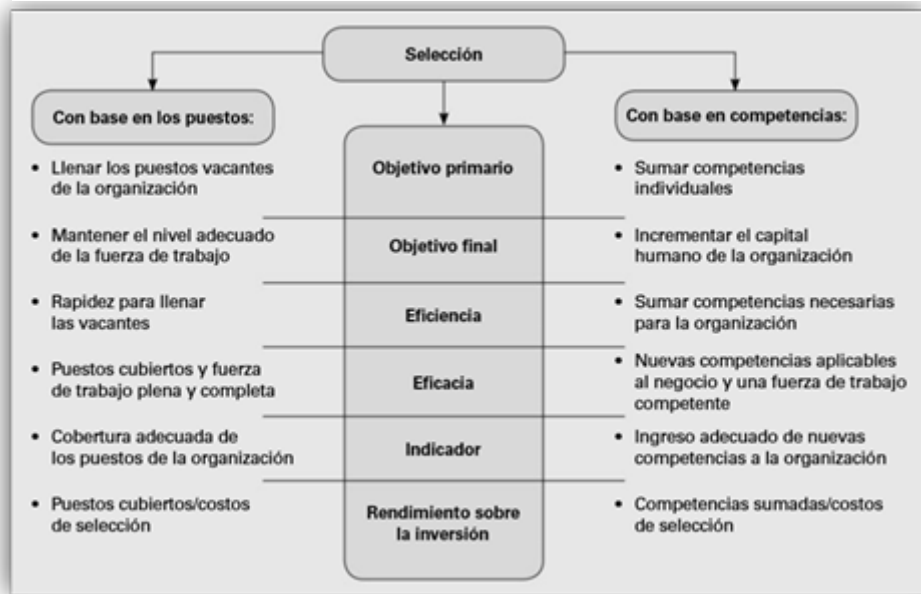 Selección
Con base en los puestos:
• Llenar los puestos vacantes
de la organización
• Mantener el nivel adecuado
de la fuerza de trabajo
• Rapidez para llenar
las vacantes
• Puestos cubiertos y fuerza
de trabajo plena y completa
• Cobertura adecuada de
los puestos de la organización
• Puestos cubiertos/costos
de selección
Objetivo primario
Objetivo final
Eficiencia
Eficacia
Indicador
Rendimiento sobre
la inversión
Con base en competencias:
• Sumar competencias
individuales
• Incrementar el capital
humano de la organización
• Sumar competencias necesarias
para la organización
• Nuevas competencias aplicables
al negocio y una fuerza de trabajo
competente
• Ingreso adecuado de nuevas
competencias a la organización
• Competencias sumadas/costos
de selección